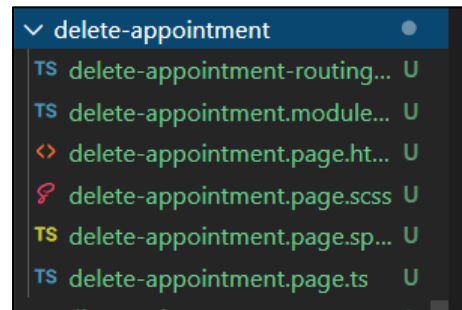 delete-appointment
TS delete-appointment-routing... U
TS delete-appointment.module... U
<> delete-appointment.page.ht... U
delete-appointment.page.scss U
TS delete-appointment.page.sp... U
TS delete-appointment.page.ts U